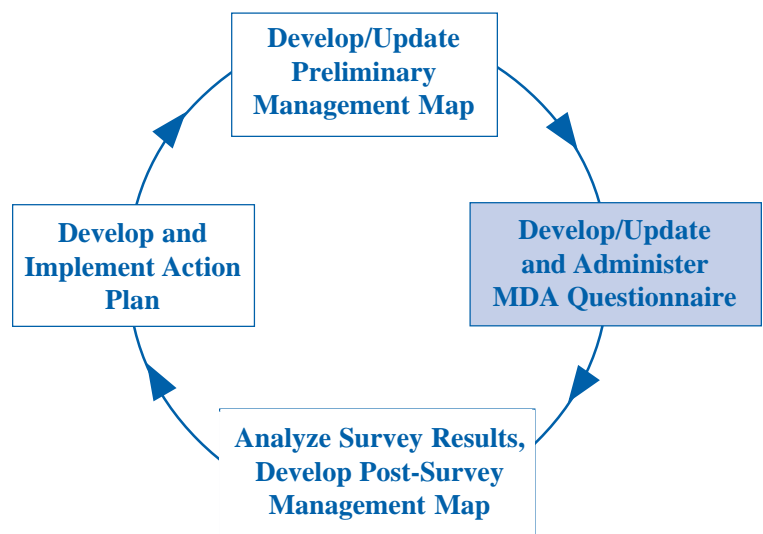 Develop/Update
Preliminary
Management Map
Develop/Update
and Administer
MDA Questionnaire
Analyze Survey Results,
Develop Post-Survey
Management Map
Develop and
Implement Action
Plan